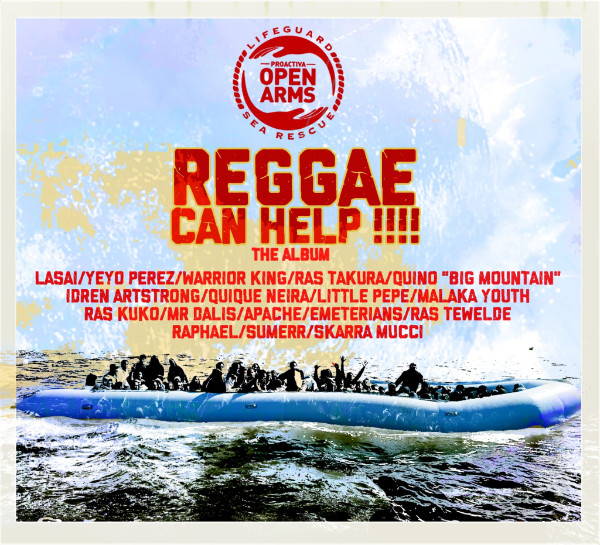 LIFEGUARD
PROACTIVA
OPEN
ARMS
SEA RESCUE
REGGAE
CAN HELP !!!!
THE ALBUM
LASAI/YEYO PEREZ/WARRIOR KING/RAS TAKURA/QUINO "BIG MOUNTAIN"
IDREN ARTSTRONG/QUIQUE NEIRA/LITTLE PEPE/MALAKA YOUTH
RAS KUKO/MR DALIS/APACHE/EMETERIANS/RAS TEWELDE
RAPHAEL/SUMERR/SKARRA MUCCI